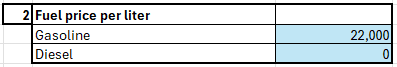 2 Fuel price per liter
Gasoline 22,000
Diesel 0